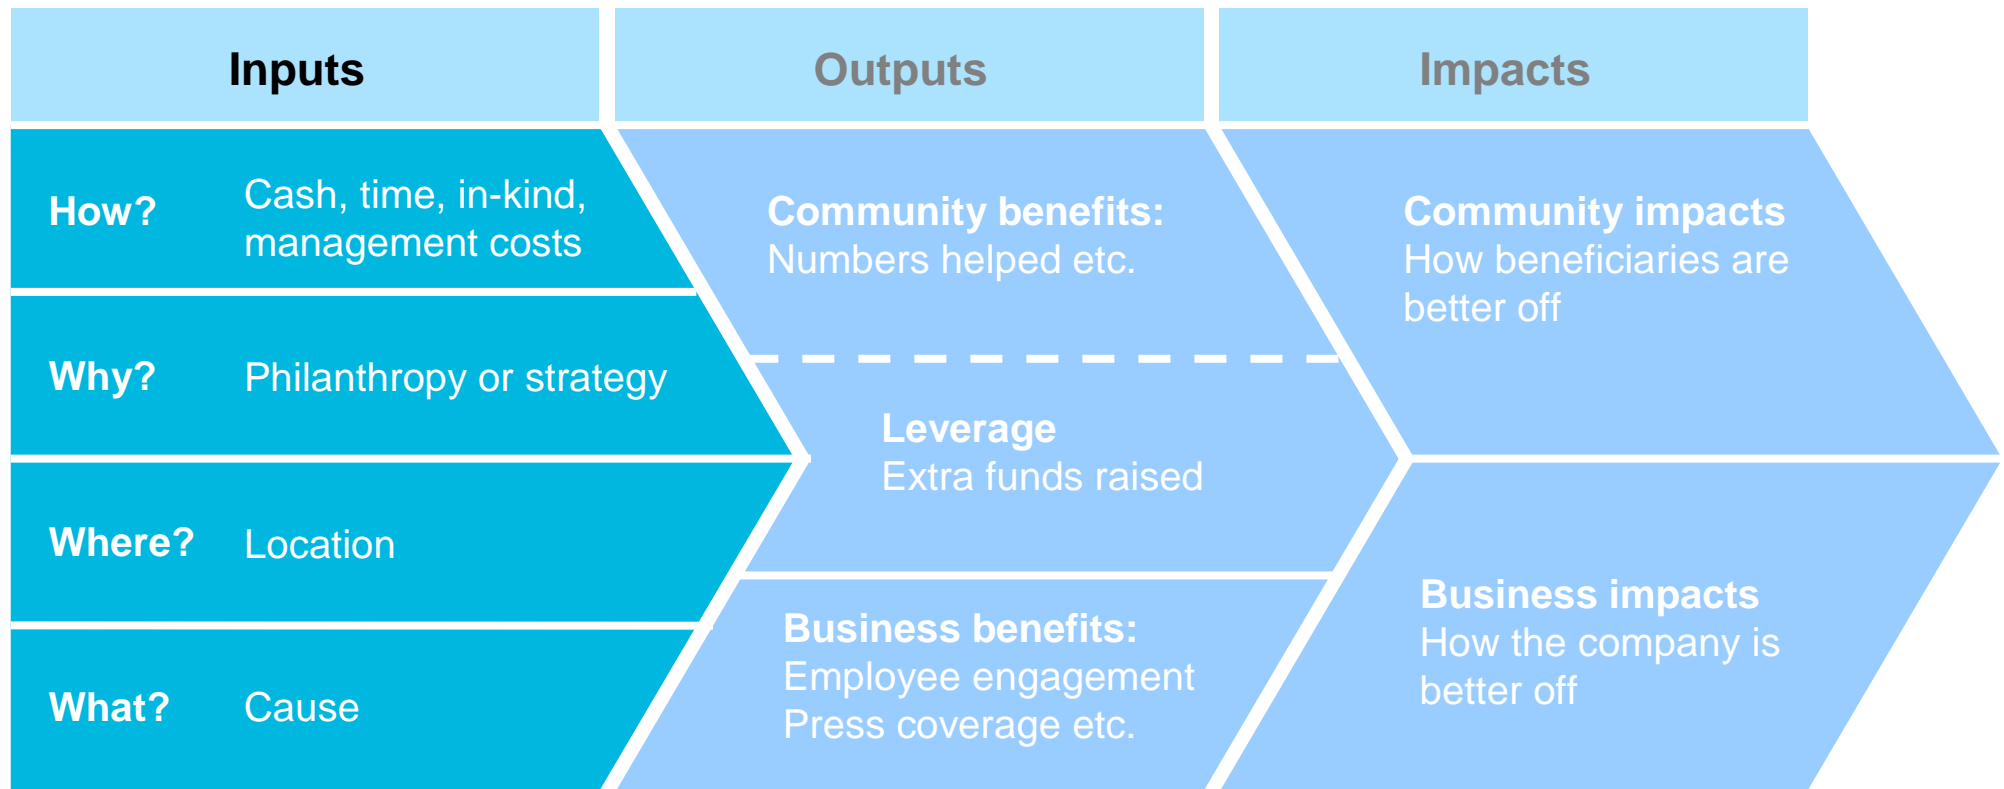 Inputs
Outputs
Impacts
How?
Cash, time, in-kind,
management costs
Why?
Philanthropy or strategy
Where?
Location
What?
Cause
Community benefits:
Numbers helped etc.
Leverage
Extra funds raised
Business benefits:
Employee engagement
Press coverage etc.
Community impacts
How beneficiaries are
better off
Business impacts
How the company is
better off